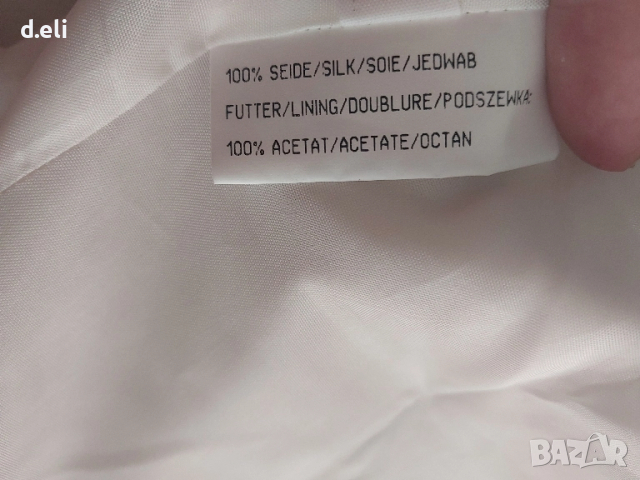 d.eli
100% SEIDE/SILK/SOIE/JEDWAB
FUTTER/LINING/DOUBLURE/PODSZEWKA:
100% ACETAT/ACETATE/OCTAN
BAZAR